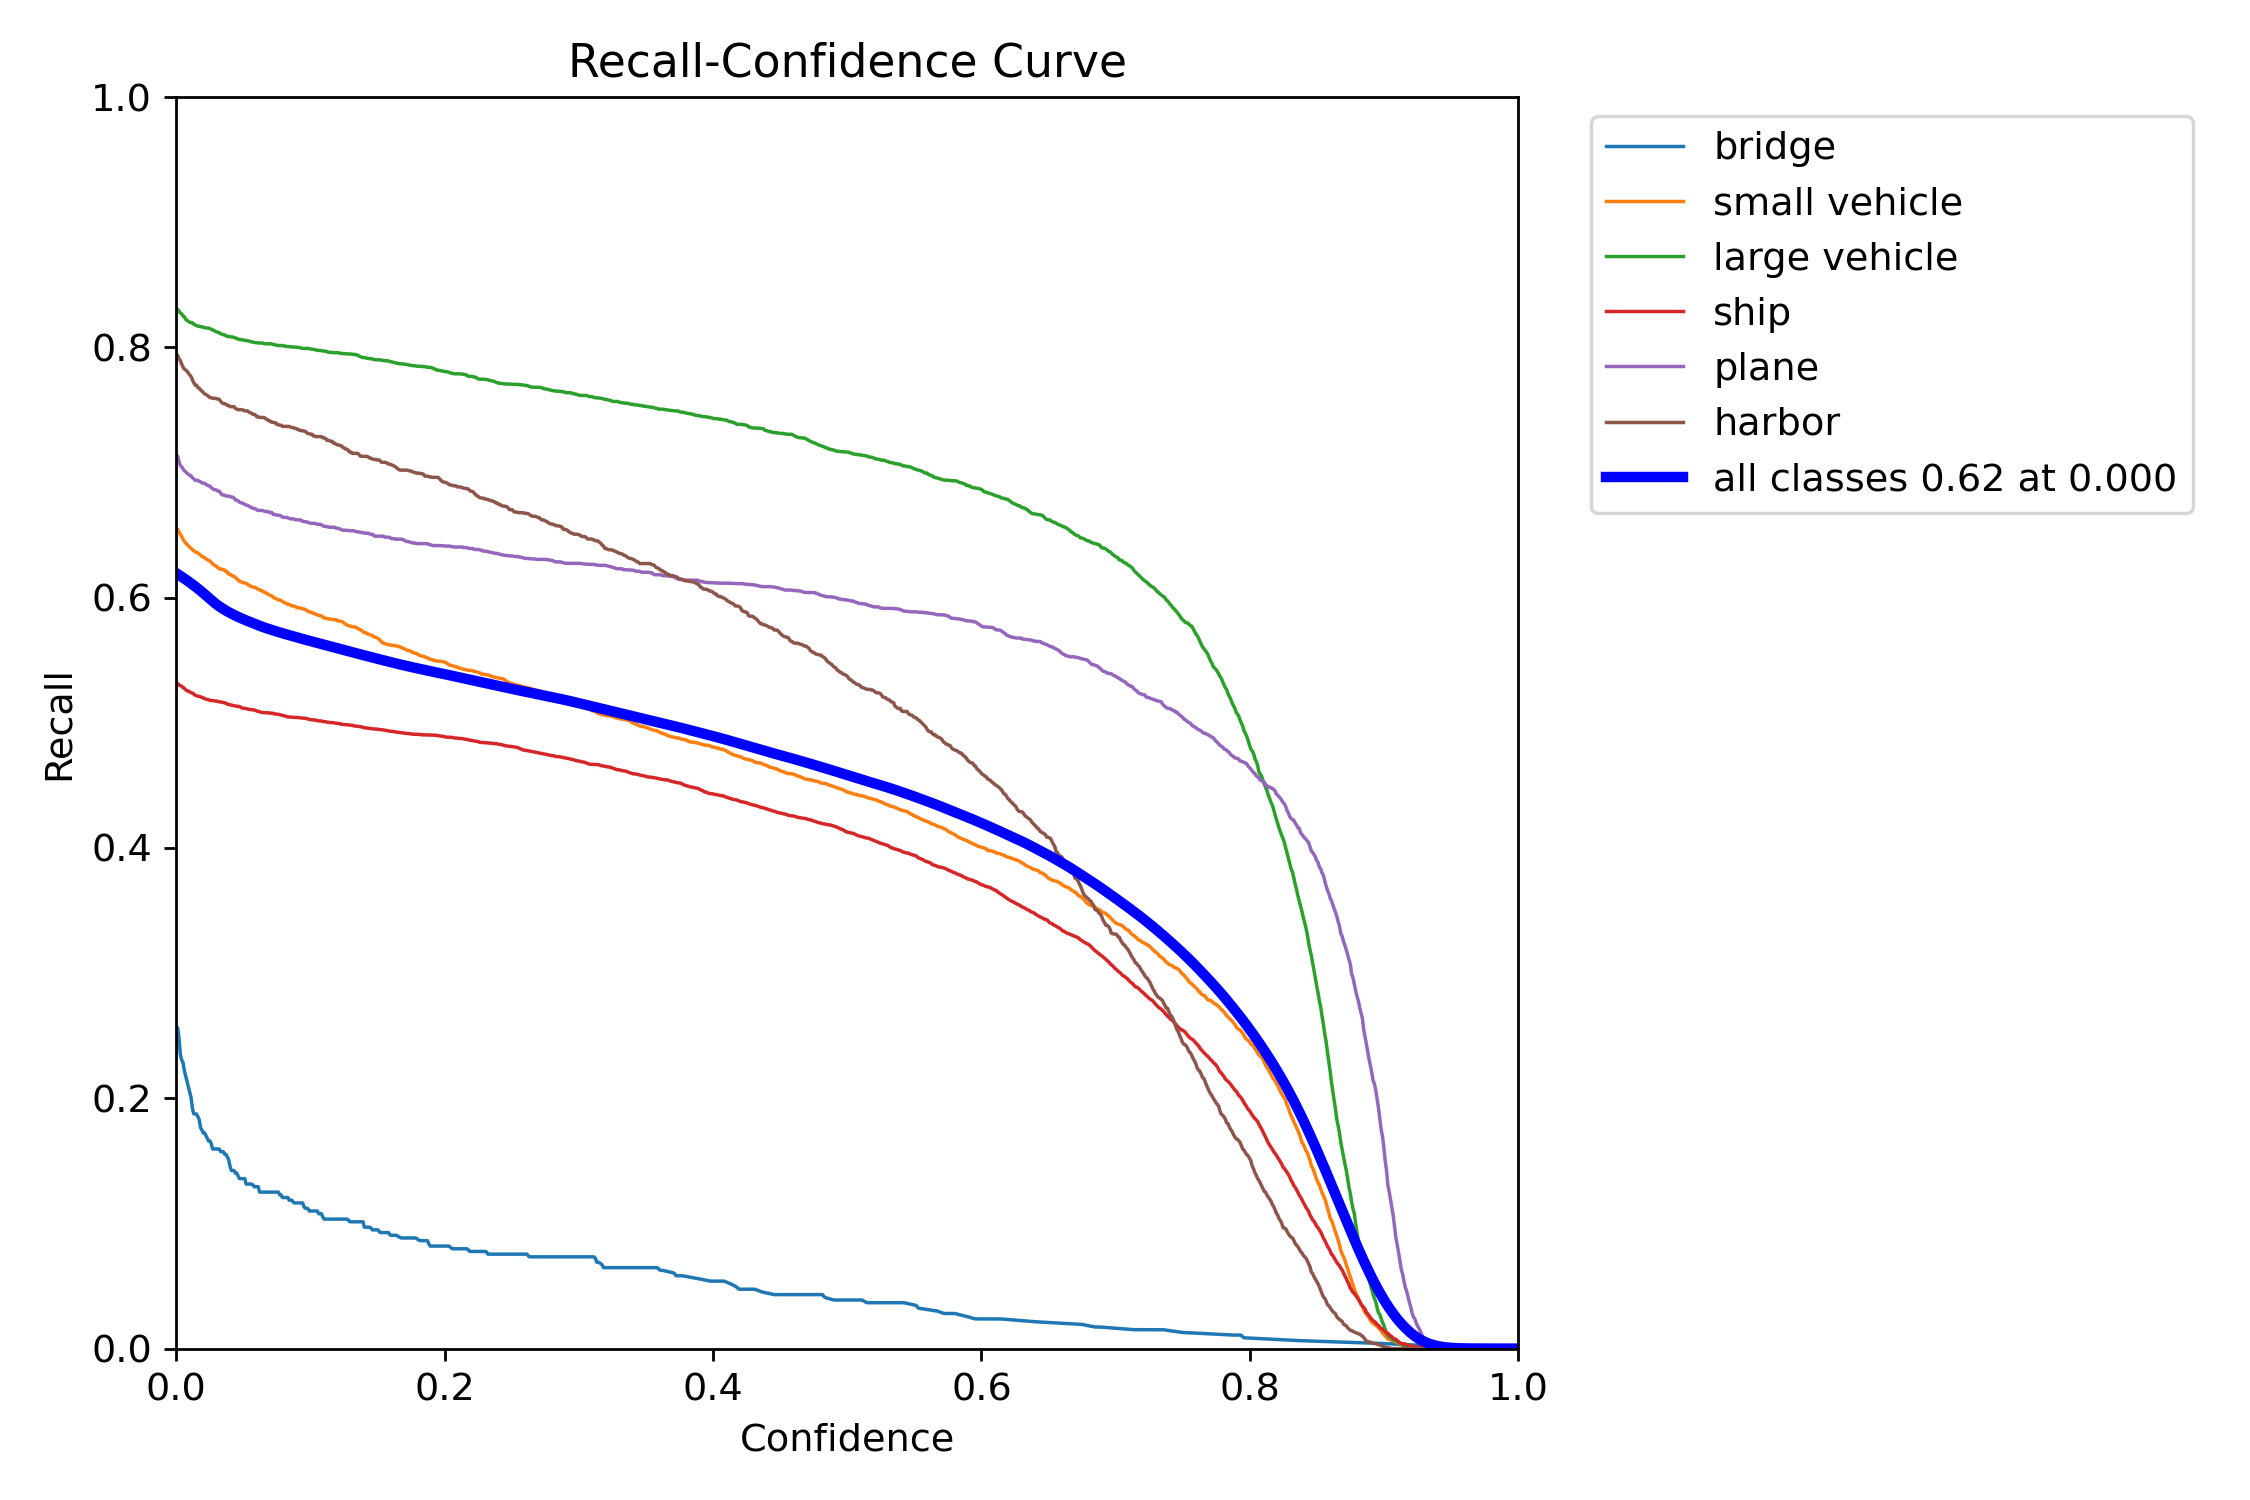 Recall-Confidence Curve
1.0
0.8
0.6
0.4
0.2
0.0
Recall
0.0 0.2 0.4 0.6 0.8 1.0
Confidence
bridge
small vehicle
large vehicle
ship
plane
harbor
all classes 0.62 at 0.000